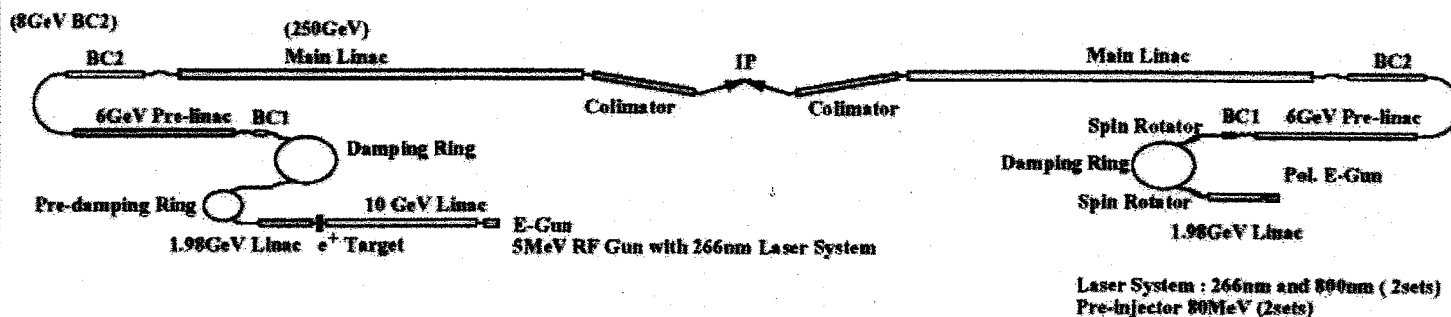 (8GeV BC2)
(250GeV)
BC2
Main Linac
IP
Main Linac
BC2
Colimator
Colimator
6GeV Pre-linac
BC1
Spin Rotator
BC1
6GeV Pre-linac
Damping Ring
Damping Ring
Pol. E-Gun
Pre-damping Ring
10 GeV Linac
Spin Rotator
E-Gun
1.98GeV Linac
e+ Target
5MeV RF Gun with 266nm Laser System
1.98GeV Linac
Laser System : 266nm and 800nm ( 2sets)
Pre-injector 80MeV (2sets)